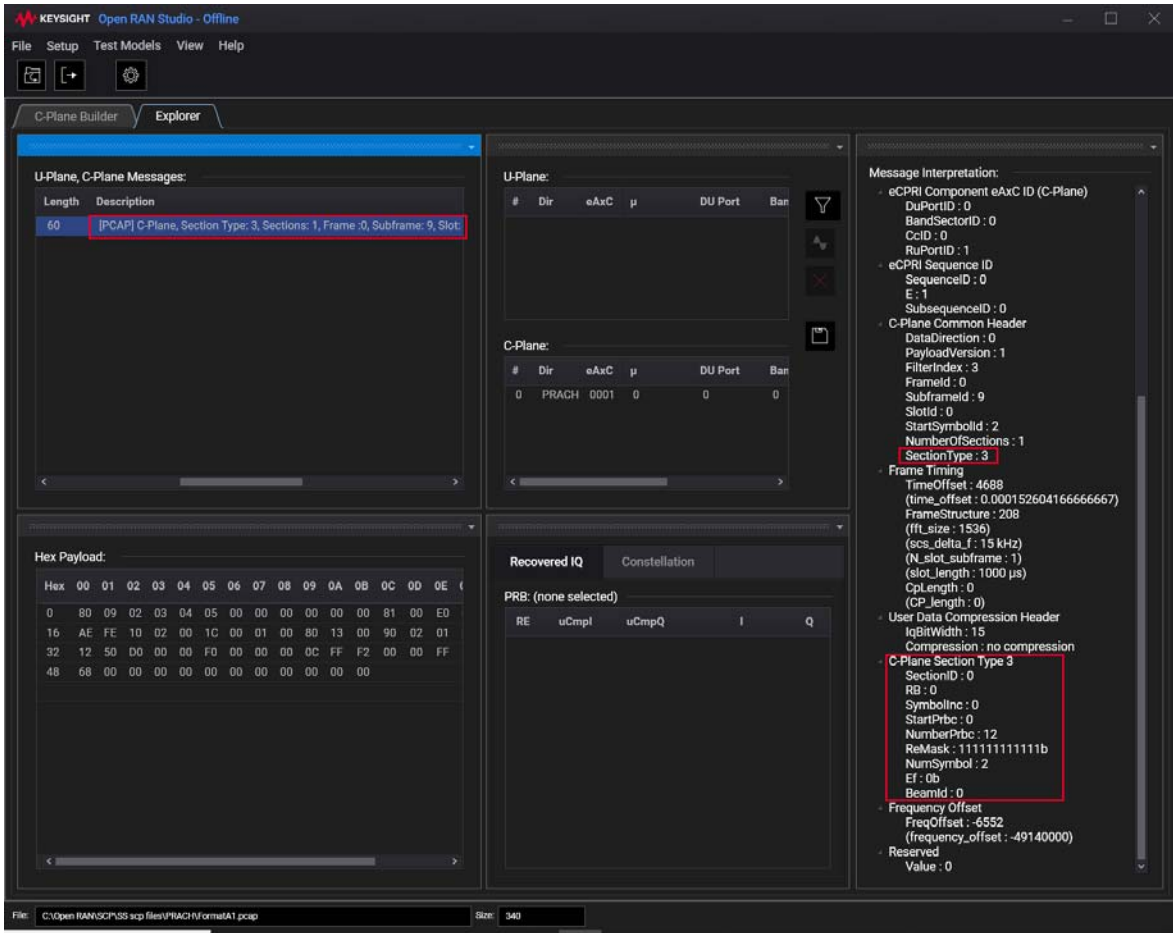 KEYSIGHT Open RAN Studio - Offline
File Setup Test Models View Help
C-Plane Builder Explorer
U-Plane, C-Plane Messages:
Length Description
60 [PCAP] C-Plane, Section Type: 3, Sections: 1, Frame :0, Subframe: 9, Slot:
U-Plane:
# Dir eAxC µ DU Port Ban
C-Plane:
# Dir eAxC µ DU Port Ban
0 PRACH 0001 0 0 0
Hex Payload:
Hex 00 01 02 03 04 05 06 07 08 09 0A 0B 0C 0D 0E
0 80 09 02 03 04 05 00 00 00 00 00 00 81 00 E0
16 AE FE 10 02 00 1C 00 01 00 80 13 00 90 02 01
32 12 50 D0 00 00 F0 00 00 00 0C FF F2 00 00 FF
48 68 00 00 00 00 00 00 00 00 00 00 00
Recovered IQ Constellation
PRB: (none selected)
RE uCmpI uCmpQ I Q
Message Interpretation:
eCPRI Component eAxC ID (C-Plane)
DuPortID : 0
BandSectorID : 0
CcID : 0
RuPortID : 1
eCPRI Sequence ID
SequenceID : 0
E : 1
SubsequenceID : 0
C-Plane Common Header
DataDirection : 0
PayloadVersion : 1
FilterIndex : 3
FrameId : 0
SubframeId : 9
SlotId : 0
StartSymbolId : 2
NumberOfSections : 1
SectionType : 3
Frame Timing
TimeOffset : 4688
(time_offset : 0.000152604166666667)
FrameStructure : 208
(fft_size : 1536)
(scs_delta_f : 15 kHz)
(N_slot_subframe : 1)
(slot_length : 1000 µs)
CpLength : 0
(CP_length : 0)
User Data Compression Header
IqBitWidth : 15
Compression : no compression
C-Plane Section Type 3
SectionID : 0
RB : 0
SymbolInc : 0
StartPrbc : 0
NumberPrbc : 12
ReMask : 111111111111b
NumSymbol : 2
Ef : 0b
BeamId : 0
Frequency Offset
FreqOffset : -6552
(frequency_offset : -49140000)
Reserved
Value : 0
File: C:\Open RAN\SCP\SS scp files\PRACH\FormatA1.pcap Size: 340